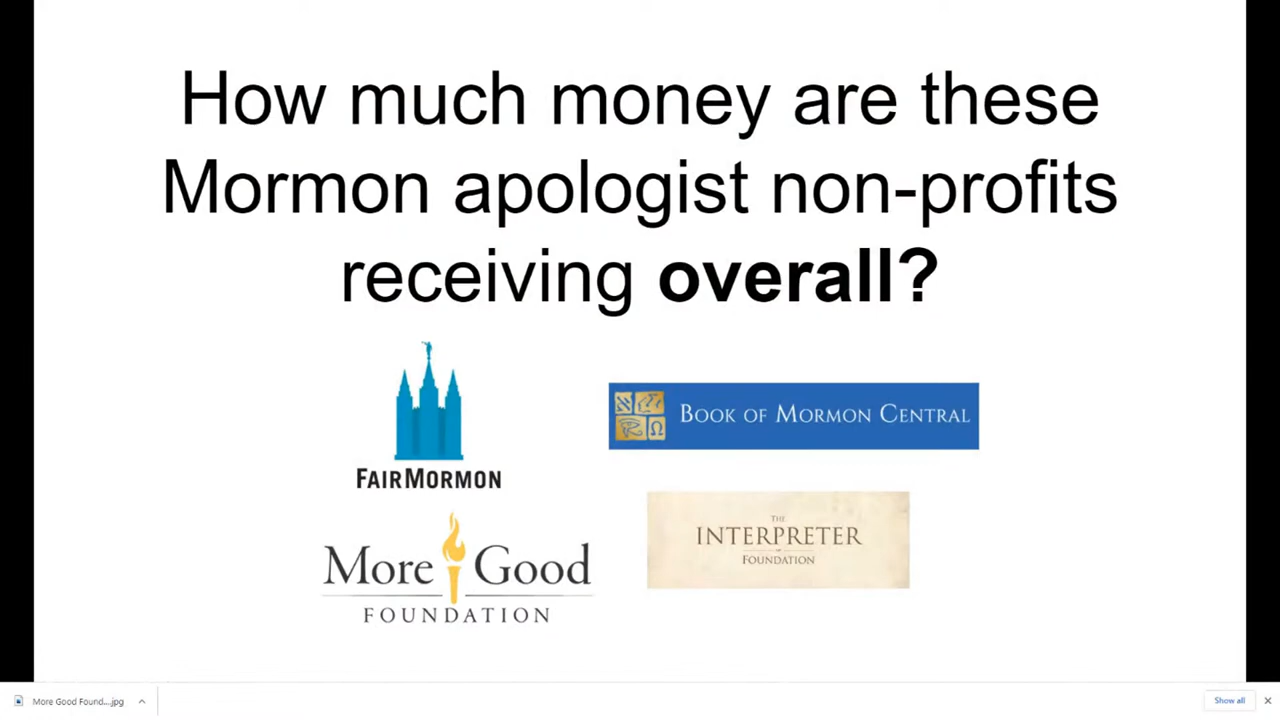 How much money are these
Mormon apologist non-profits
receiving overall?
FAIRMORMON
BOOK OF MORMON CENTRAL
More Good
FOUNDATION
THE
INTERPRETER
FOUNDATION
More Good Found....jpg
Show all